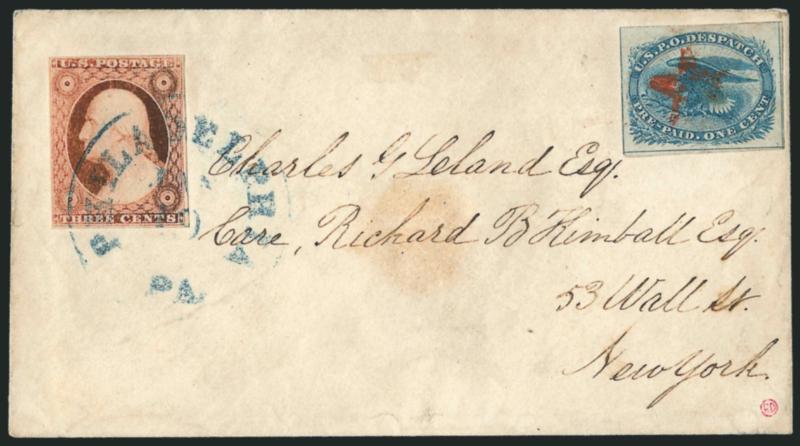 U.S. POSTAGE
THREE CENTS
U.S.P.O. DESPATCH
PRE-PAID. ONE CENT
PHILADELPHIA
PA
Charles G Leland Esq.
Care, Richard B Kimball Esq.
53 Wall St.
New York.